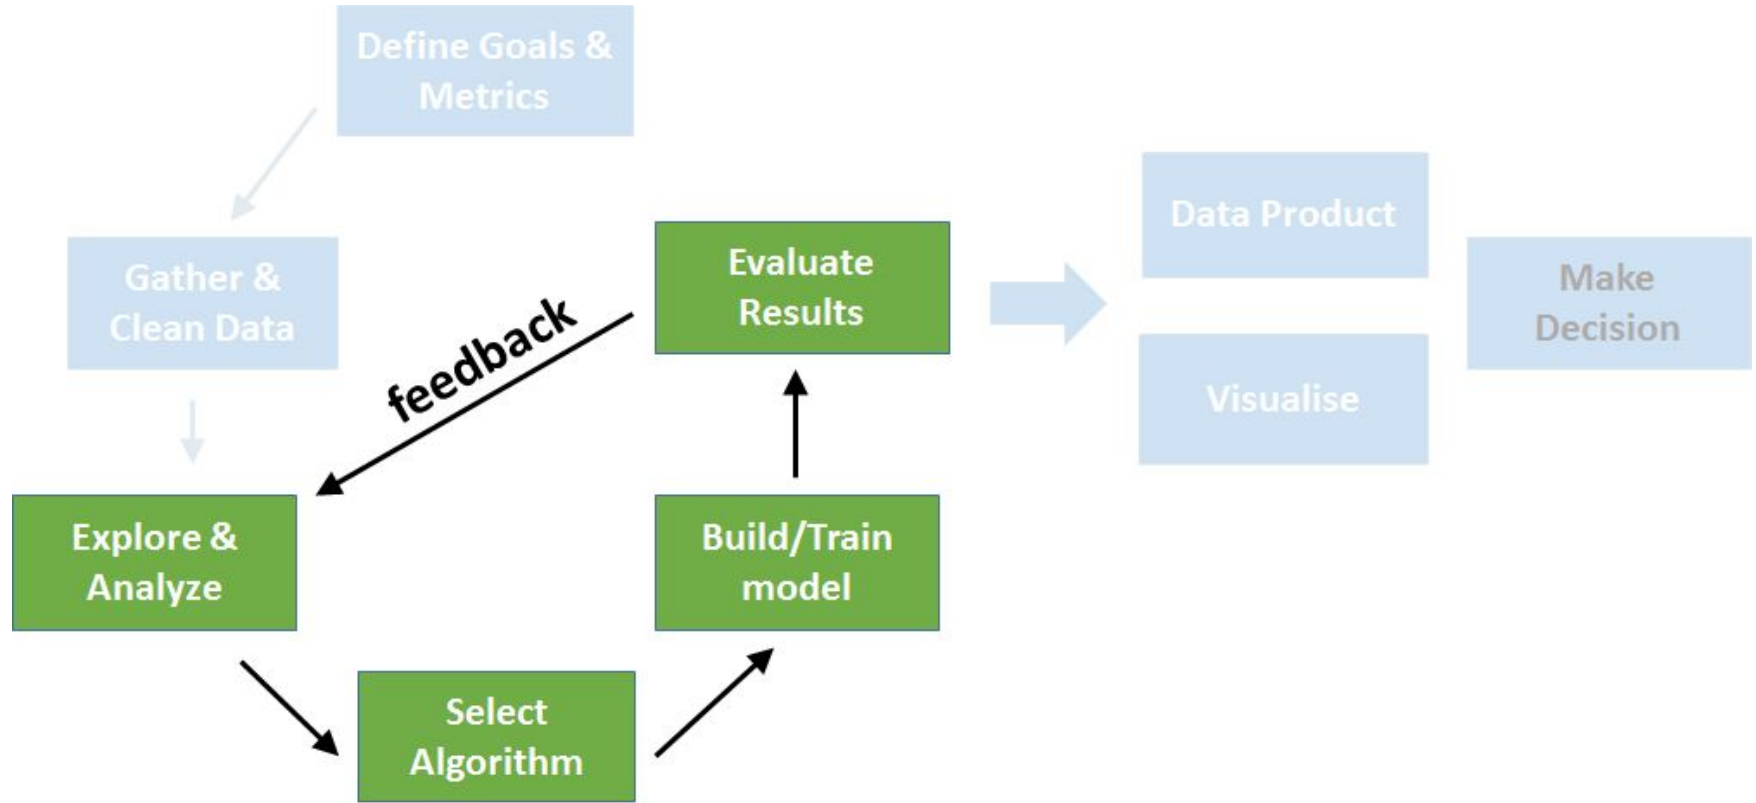 Define Goals &
Metrics
Gather &
Clean Data
Explore &
Analyze
Select
Algorithm
Build/Train
model
Evaluate
Results
feedback
Data Product
Visualise
Make
Decision